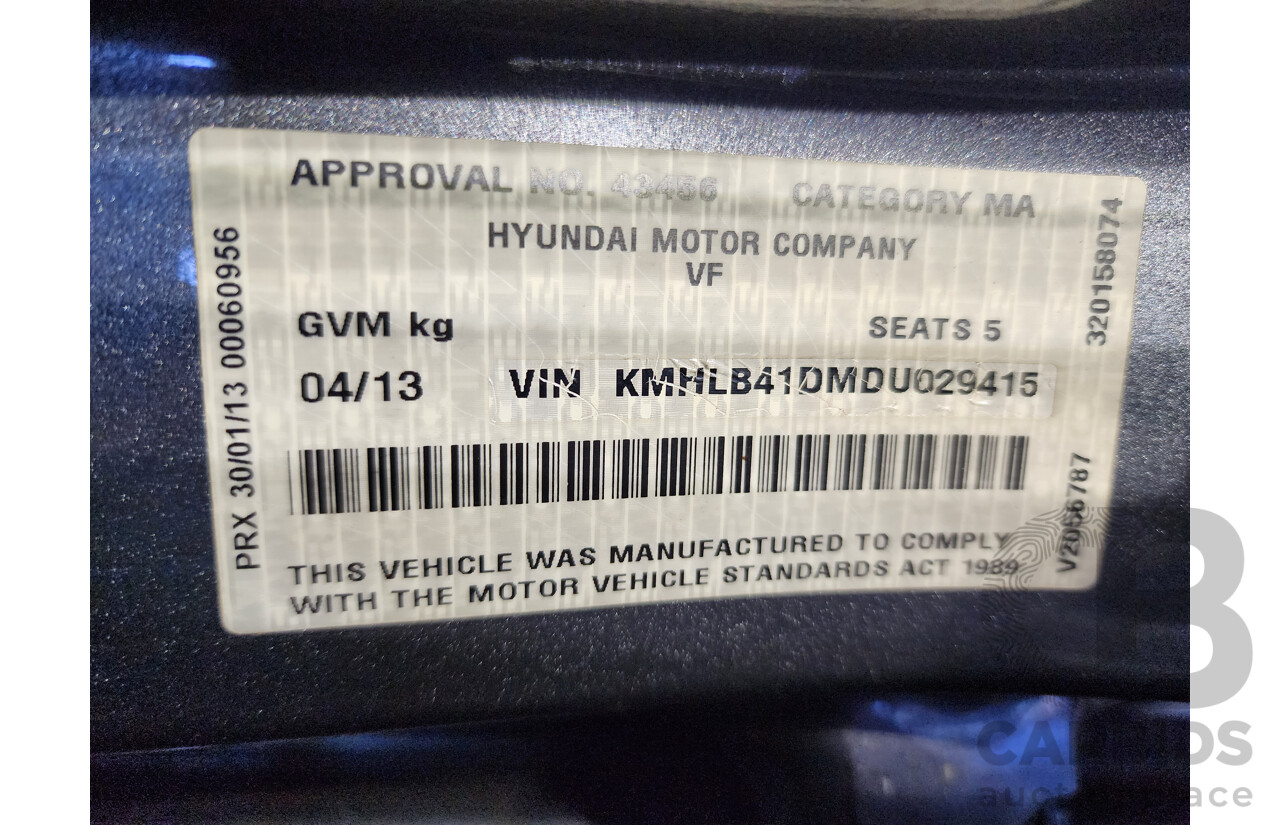 APPROVAL NO. 43456 CATEGORY MA
HYUNDAI MOTOR COMPANY
VF
GVM kg SEATS 5
04/13 VIN KMHLB41DMDU029415
THIS VEHICLE WAS MANUFACTURED TO COMPLY
WITH THE MOTOR VEHICLE STANDARDS ACT 1989
PRX 30/01/13 00060956
320158074
V2056787